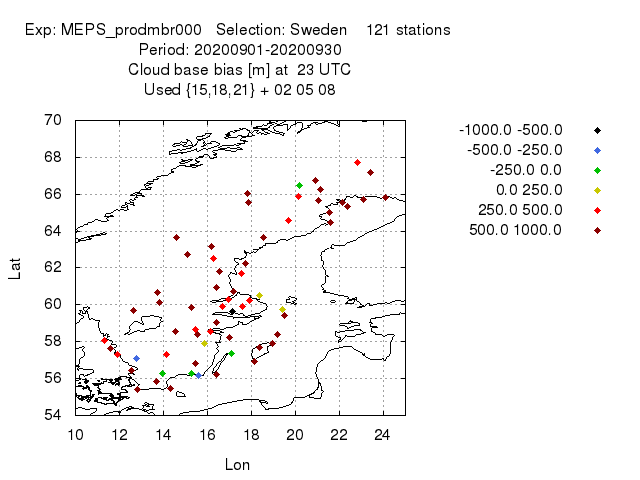 Exp: MEPS_prodmbr000   Selection: Sweden    121 stations
Period: 20200901-20200930
Cloud base bias [m] at  23 UTC
Used {15,18,21} + 02 05 08
-1000.0 -500.0
-500.0 -250.0
-250.0 0.0
0.0 250.0
250.0 500.0
500.0 1000.0
70
68
66
64
62
60
58
56
54
Lat
10 12 14 16 18 20 22 24
Lon